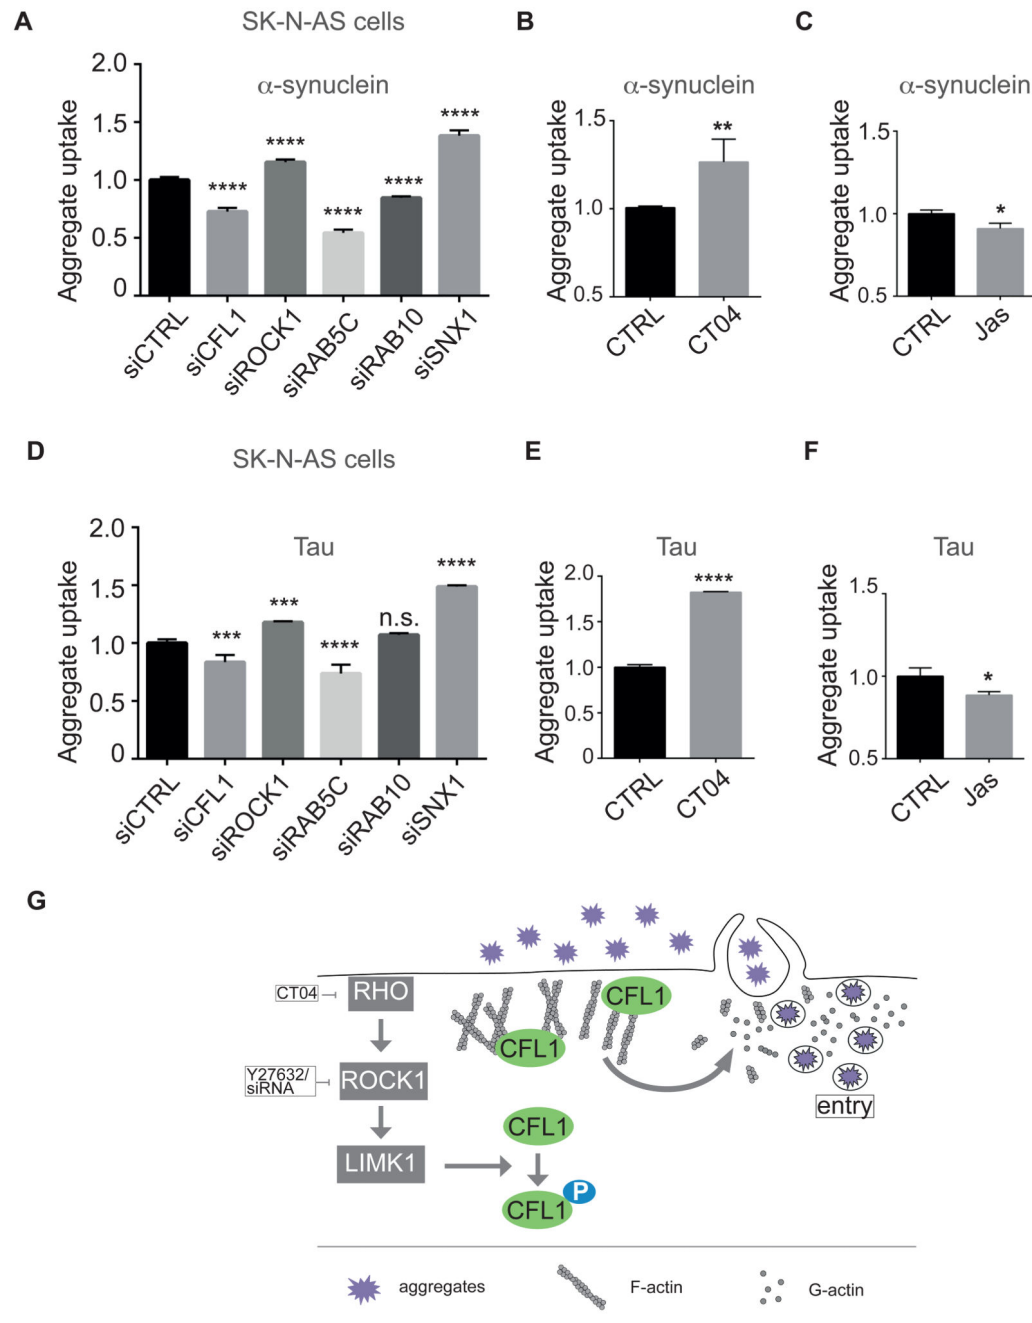 A
SK-N-AS cells
α-synuclein
Aggregate uptake
2.0
1.5
1.0
0.5
0
****
****
****
****
****
siCTRL
siCFL1
siROCK1
siRAB5C
siRAB10
siSNX1
B
α-synuclein
Aggregate uptake
1.5
1.0
0.5
**
CTRL
CT04
C
α-synuclein
Aggregate uptake
1.5
1.0
0.5
*
CTRL
Jas
D
SK-N-AS cells
Tau
Aggregate uptake
2.0
1.5
1.0
0.5
0
***
***
****
n.s.
****
siCTRL
siCFL1
siROCK1
siRAB5C
siRAB10
siSNX1
E
Tau
Aggregate uptake
2.0
1.5
1.0
0.5
0
****
CTRL
CT04
F
Tau
Aggregate uptake
1.5
1.0
0.5
*
CTRL
Jas
G
CT04
RHO
CFL1
CFL1
Y27632/
siRNA
ROCK1
entry
CFL1
LIMK1
CFL1
P
aggregates
F-actin
G-actin